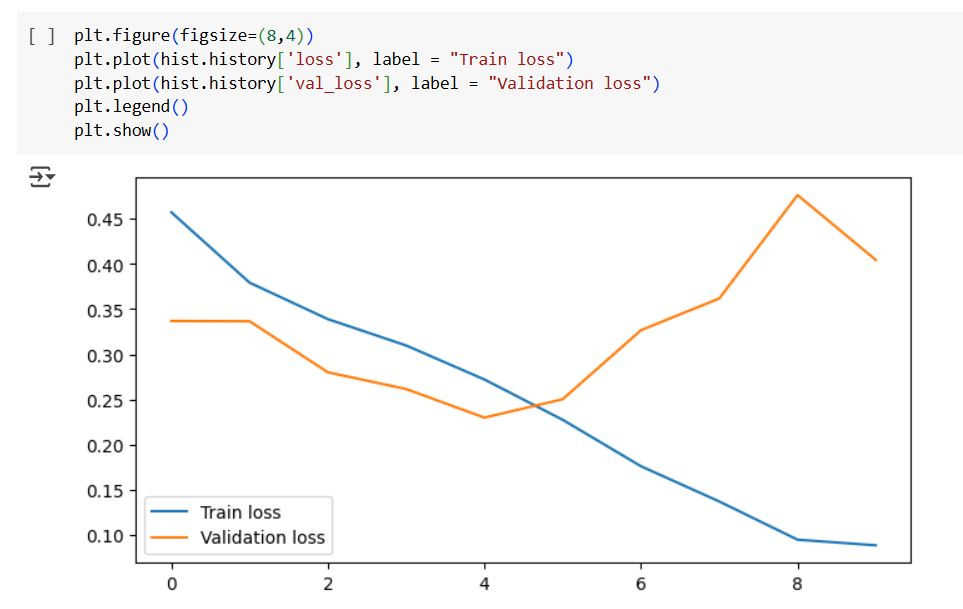 [ ] plt.figure(figsize=(8,4))
plt.plot(hist.history['loss'], label = "Train loss")
plt.plot(hist.history['val_loss'], label = "Validation loss")
plt.legend()
plt.show()
0.45
0.40
0.35
0.30
0.25
0.20
0.15
0.10
Train loss
Validation loss
0 2 4 6 8